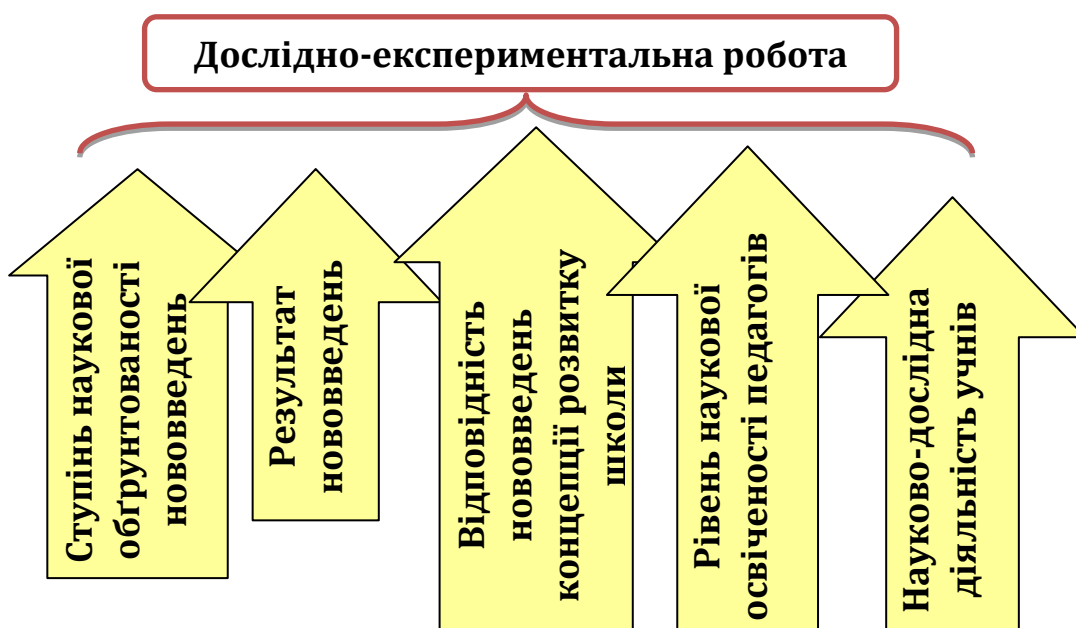 Дослідно-експериментальна робота
Ступінь наукової
обґрунтованості
нововведень
Результат
нововведень
Відповідність
нововведень
концепції розвитку
школи
Рівень наукової
освіченості педагогів
Науково-дослідна
діяльність учнів